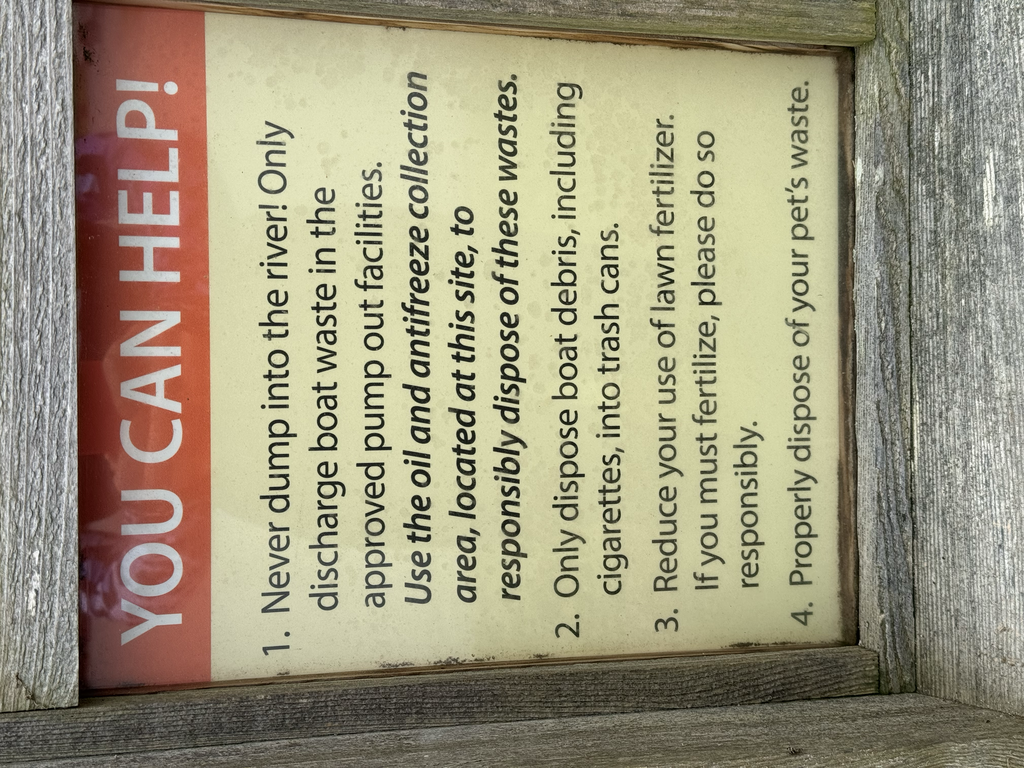 YOU CAN HELP!
1. Never dump into the river! Only
discharge boat waste in the
approved pump out facilities.
Use the oil and antifreeze collection
area, located at this site, to
responsibly dispose of these wastes.
2. Only dispose boat debris, including
cigarettes, into trash cans.
3. Reduce your use of lawn fertilizer.
If you must fertilize, please do so
responsibly.
4. Properly dispose of your pet's waste.